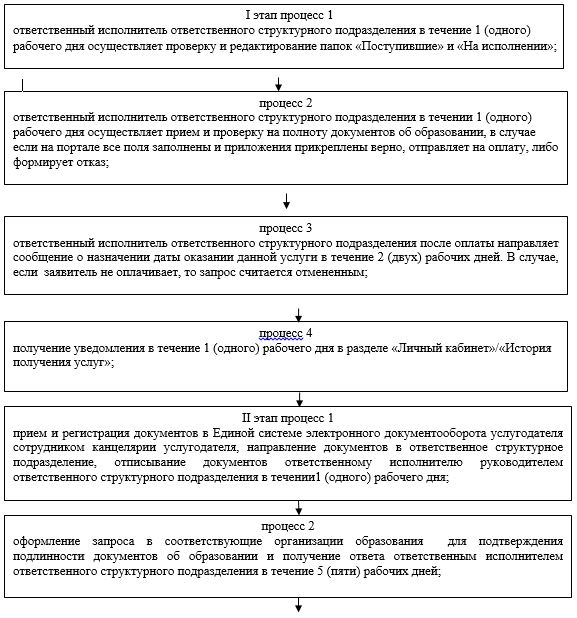 I этап процесс 1
ответственный исполнитель ответственного структурного подразделения в течение 1 (одного)
рабочего дня осуществляет проверку и редактирование папок «Поступившие» и «На исполнении»;
процесс 2
ответственный исполнитель ответственного структурного подразделения в течении 1 (одного)
рабочего дня осуществляет прием и проверку на полноту документов об образовании, в случае
если на портале все поля заполнены и приложения прикреплены верно, отправляет на оплату, либо
формирует отказ;
процесс 3
ответственный исполнитель ответственного структурного подразделения после оплаты направляет
сообщение о назначении даты оказании данной услуги в течение 2 (двух) рабочих дней. В случае,
если заявитель не оплачивает, то запрос считается отмененным;
процесс 4
получение уведомления в течение 1 (одного) рабочего дня в разделе «Личный кабинет»/«История
получения услуг»;
II этап процесс 1
прием и регистрация документов в Единой системе электронного документооборота услугодателя
сотрудником канцелярии услугодателя, направление документов в ответственное структурное
подразделение, отписывание документов ответственному исполнителю руководителем
ответственного структурного подразделения в течении1 (одного) рабочего дня;
процесс 2
оформление запроса в соответствующие организации образования для подтверждения
подлинности документов об образовании и получение ответа ответственным исполнителем
ответственного структурного подразделения в течение 5 (пяти) рабочих дней;